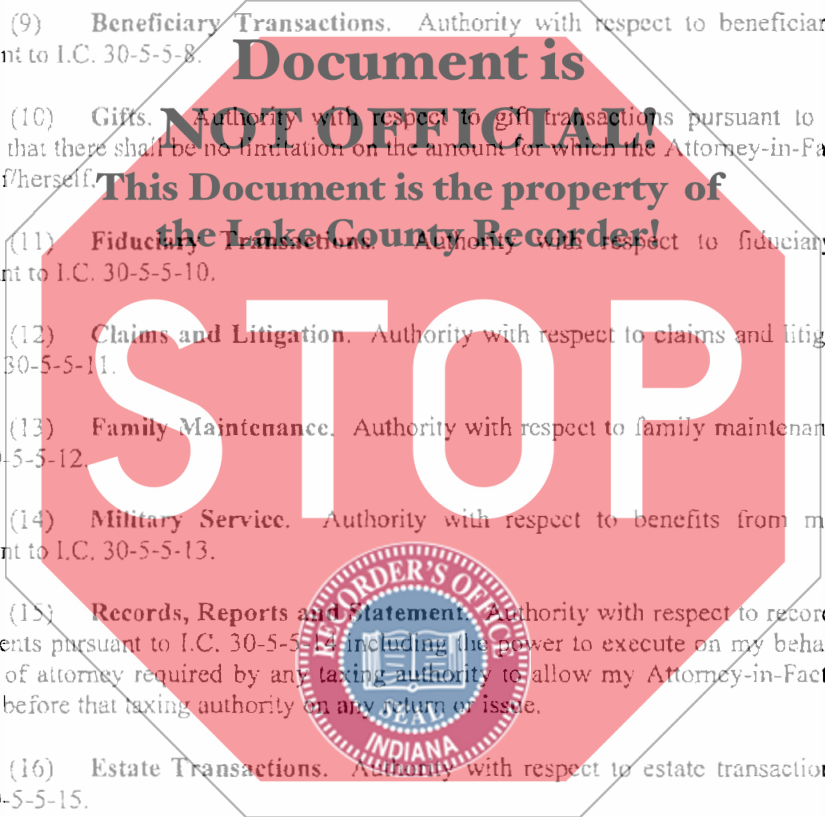 (9) Beneficiary Transactions. Authority with respect to beneficiar
nt to I.C. 30-5-5-8.
Document is
NOT OFFICIAL!
(10) Gifts. Authority with respect to gift transactions pursuant to
that there shall be no limitation on the amount for which the Attorney-in-Fa
f/herself.
This Document is the property of
the Lake County Recorder!
(11) Fiduciary Transactions. Authority with respect to fiduciary
nt to I.C. 30-5-5-10.
STOP
(12) Claims and Litigation. Authority with respect to claims and litig
30-5-5-11.
(13) Family Maintenance. Authority with respect to family maintenan
-5-5-12.
(14) Military Service. Authority with respect to benefits from m
nt to I.C. 30-5-5-13.
RECORDER'S OFFICE
SEAL
INDIANA
(15) Records, Reports and Statement. Authority with respect to record
ents pursuant to I.C. 30-5-5-14 including the power to execute on my beha
of attorney required by any taxing authority to allow my Attorney-in-Fact
before that taxing authority on any return or issue.
(16) Estate Transactions. Authority with respect to estate transaction
-5-5-15.